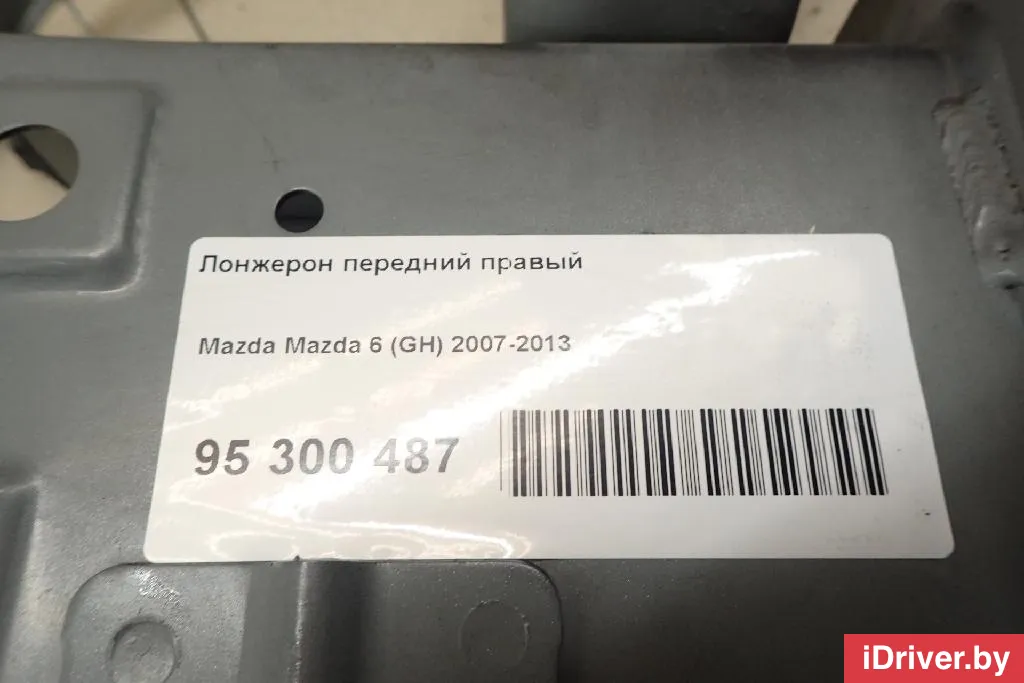 Лонжерон передний правый
Mazda Mazda 6 (GH) 2007-2013
95 300 487
iDriver.by